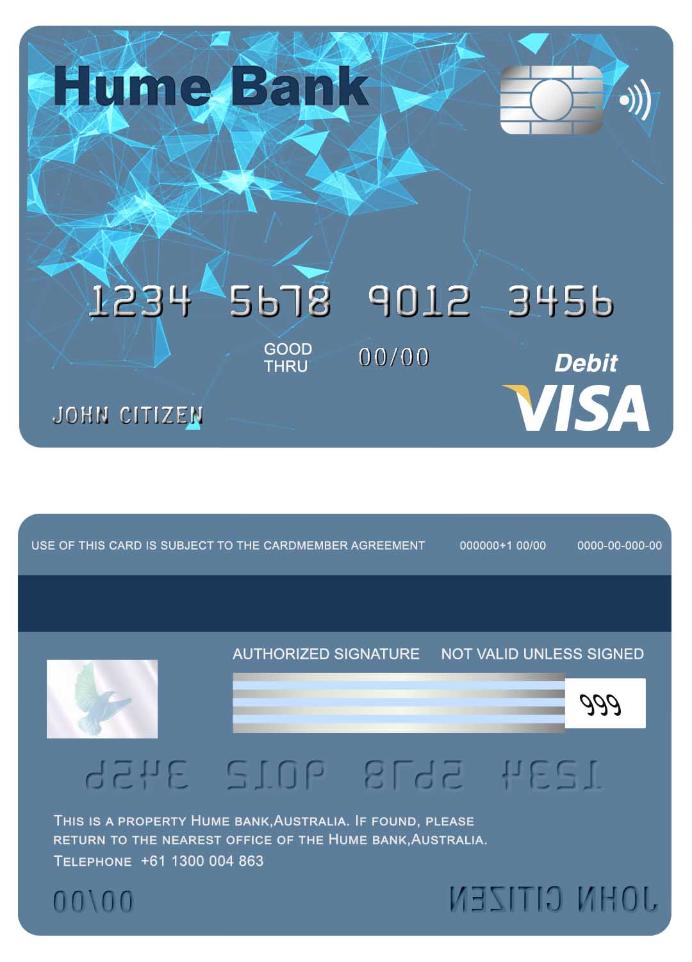 Hume Bank
1234 5678 9012 3456
GOOD
THRU
00/00
Debit
VISA
JOHN CITIZEN
USE OF THIS CARD IS SUBJECT TO THE CARDMEMBER AGREEMENT 000000+1 00/00 0000-00-000-00
AUTHORIZED SIGNATURE NOT VALID UNLESS SIGNED
999
1234 5678 9012 3456
THIS IS A PROPERTY HUME BANK,AUSTRALIA. IF FOUND, PLEASE
RETURN TO THE NEAREST OFFICE OF THE HUME BANK,AUSTRALIA.
TELEPHONE +61 1300 004 863
00/00
JOHN CITIZEN